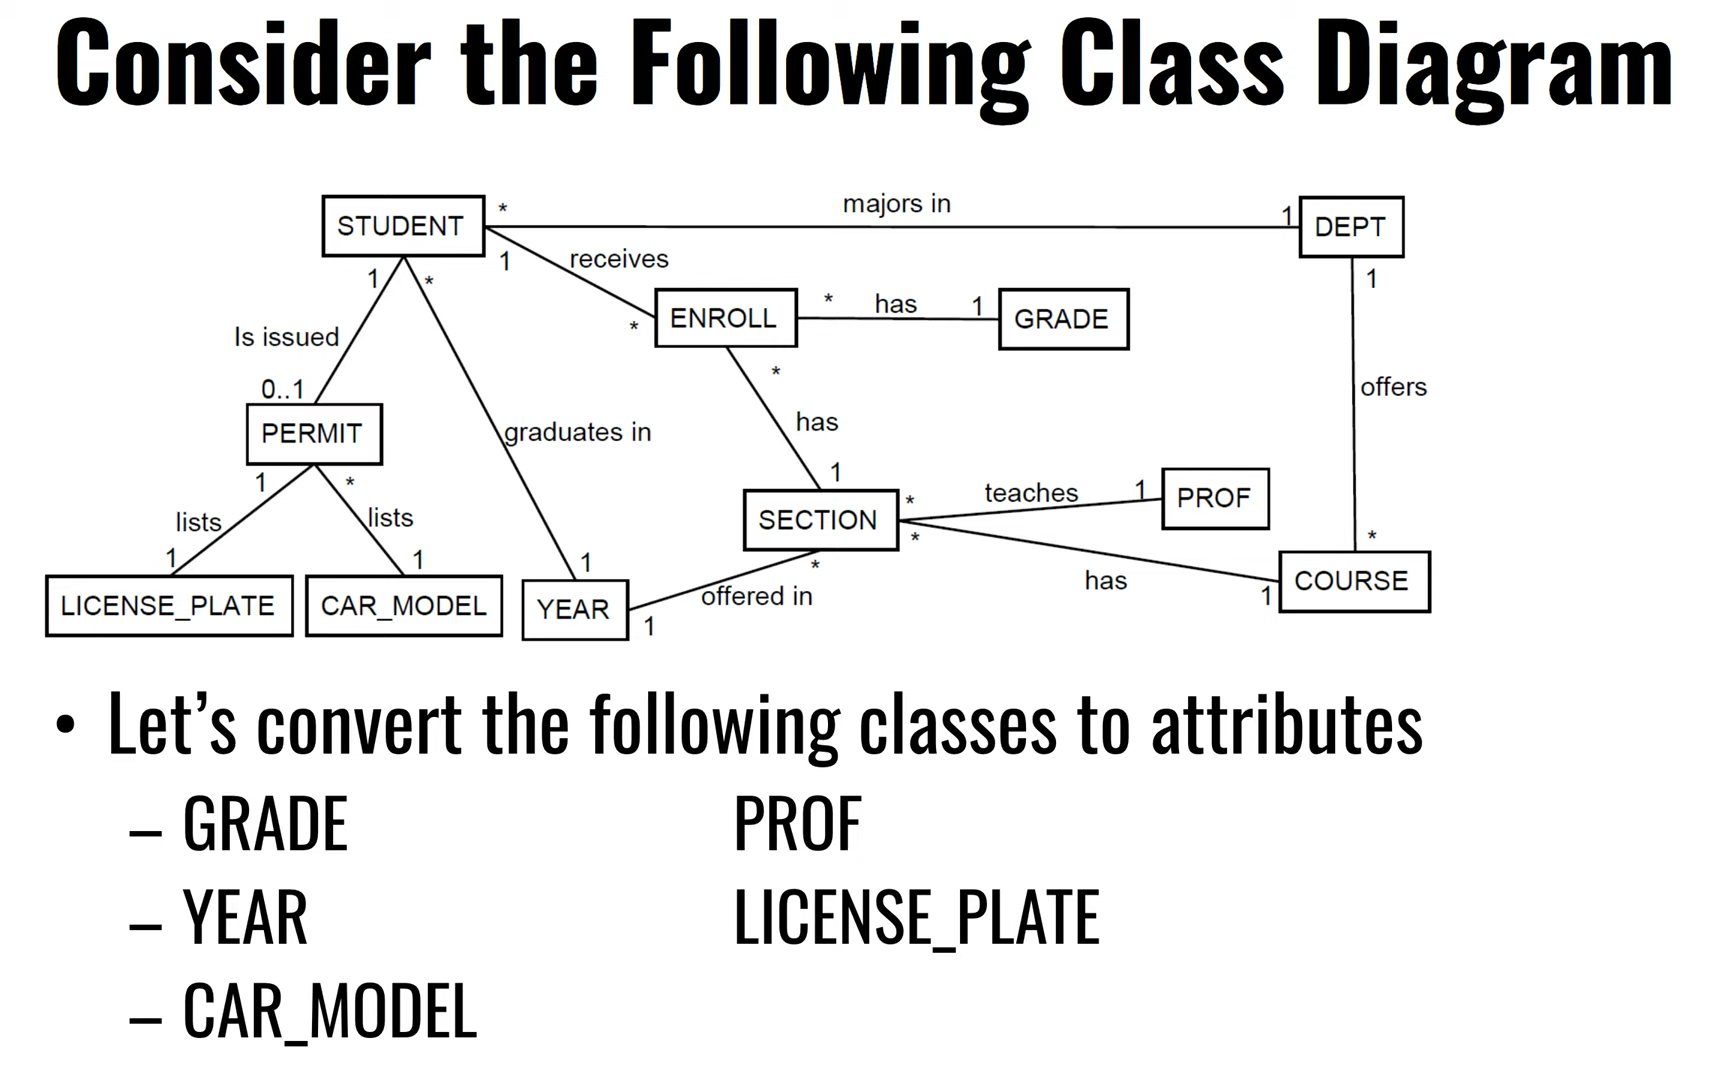 Consider the Following Class Diagram
* majors in 1
STUDENT
DEPT
1 receives
1 *
1
Is issued
*
ENROLL
* has 1
GRADE
0..1
*
offers
PERMIT
graduates in
has
1 *
1
lists
lists
SECTION
* teaches 1
PROF
*
*
1 1
1
*
has
COURSE
1
LICENSE_PLATE
CAR_MODEL
YEAR
offered in
1
• Let’s convert the following classes to attributes
– GRADE PROF
– YEAR LICENSE_PLATE
– CAR_MODEL